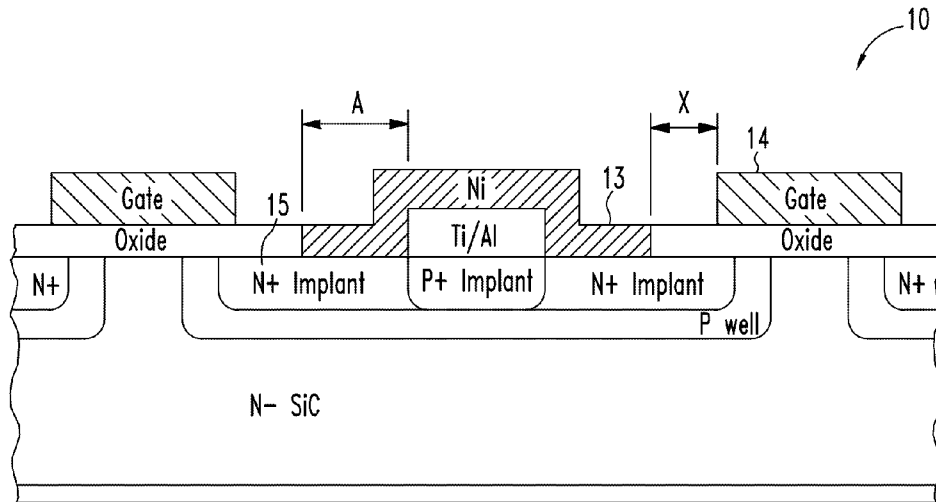 10
A
X
14
Gate
Ni
13
Gate
15
Oxide
Ti/Al
Oxide
N+
N+ Implant
P+ Implant
N+ Implant
N+
P well
N- SiC